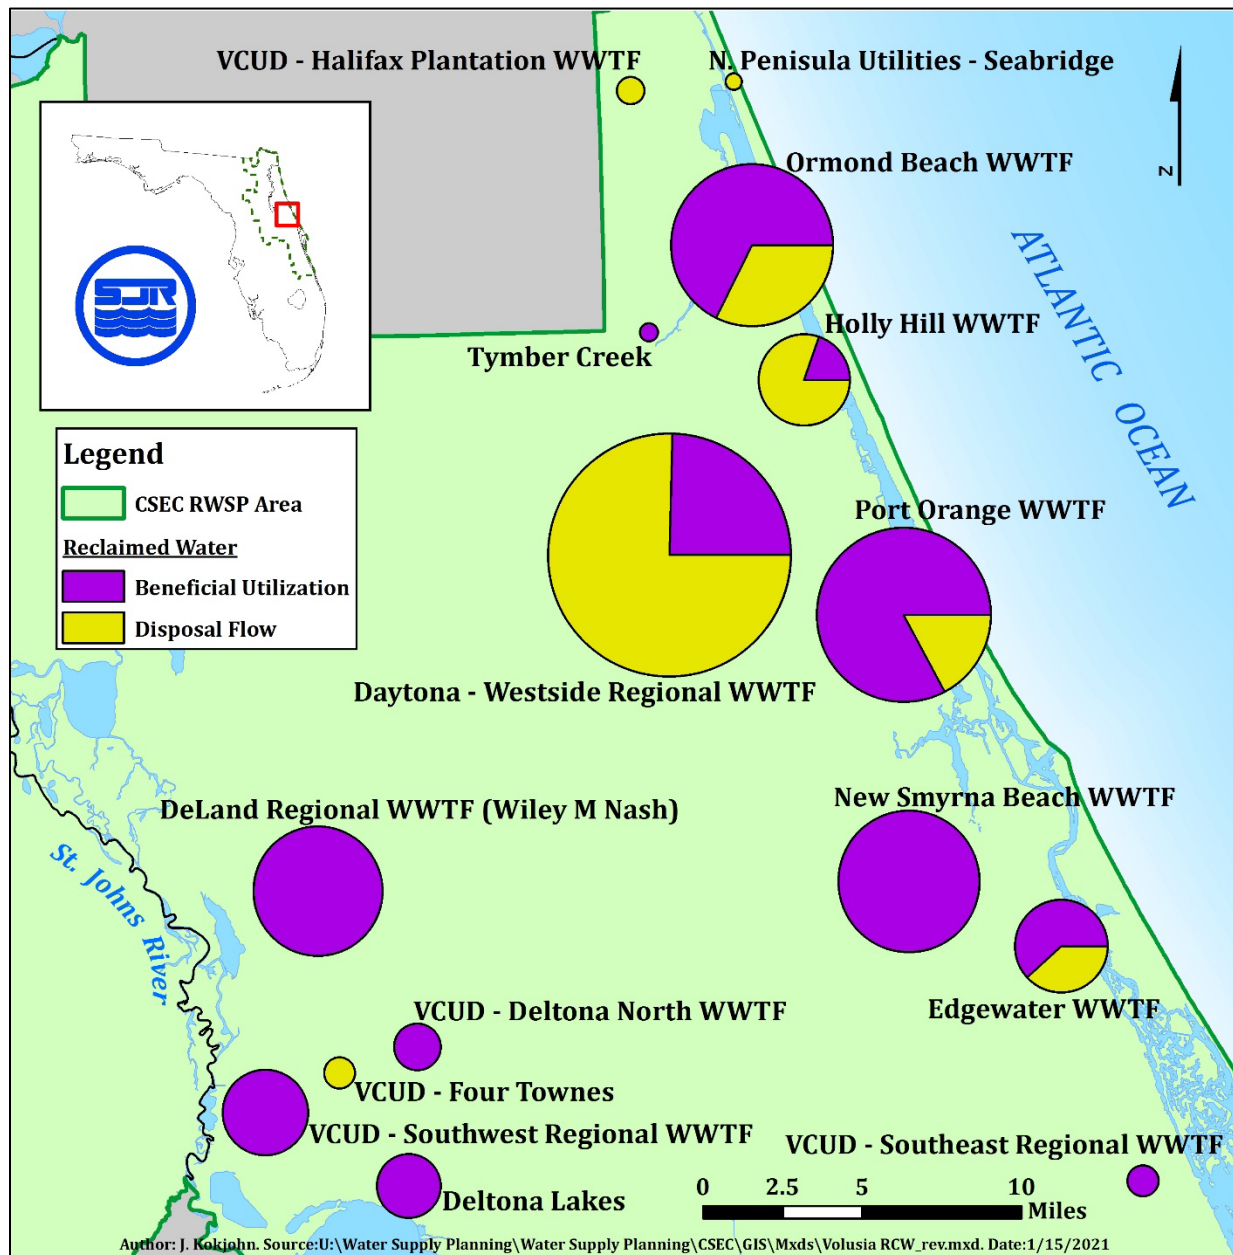 VCUD - Halifax Plantation WWTF
N. Penisula Utilities - Seabridge
N
Ormond Beach WWTF
ATLANTIC OCEAN
SJR
Holly Hill WWTF
Tymber Creek
Legend
CSEC RWSP Area
Reclaimed Water
Beneficial Utilization
Disposal Flow
Port Orange WWTF
Daytona - Westside Regional WWTF
DeLand Regional WWTF (Wiley M Nash)
New Smyrna Beach WWTF
St. Johns River
Edgewater WWTF
VCUD - Deltona North WWTF
VCUD - Four Townes
VCUD - Southwest Regional WWTF
VCUD - Southeast Regional WWTF
Deltona Lakes
0 2.5 5 10
Miles
Author: J. Kokjohn. Source:U:\Water Supply Planning\Water Supply Planning\CSEC\GIS\Mxds\Volusia RCW_rev.mxd. Date:1/15/2021